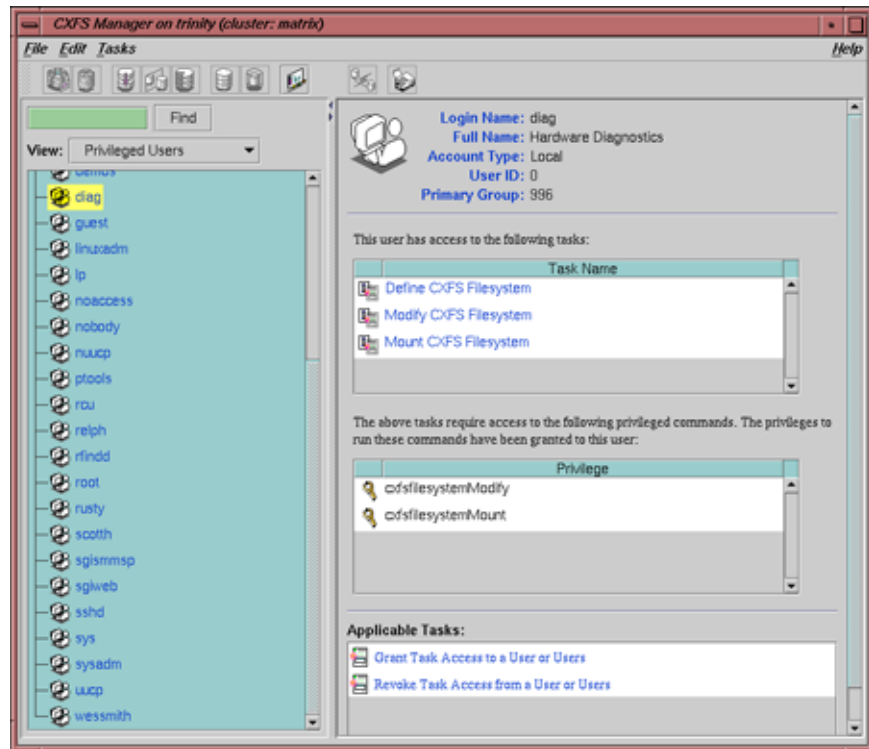 CXFS Manager on trinity (cluster: matrix)
File Edit Tasks Help
Find
View: Privileged Users
demos
diag
guest
linuxadm
lp
noaccess
nobody
nuucp
ptools
rcu
relph
rfindd
root
rusty
scotth
sgismmsp
sgiweb
sshd
sys
sysadm
uucp
wessmith
Login Name: diag
Full Name: Hardware Diagnostics
Account Type: Local
User ID: 0
Primary Group: 996
This user has access to the following tasks:
Task Name
Define CXFS Filesystem
Modify CXFS Filesystem
Mount CXFS Filesystem
The above tasks require access to the following privileged commands. The privileges to
run these commands have been granted to this user:
Privilege
cxfsfilesystemModify
cxfsfilesystemMount
Applicable Tasks:
Grant Task Access to a User or Users
Revoke Task Access from a User or Users